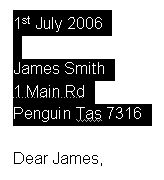 1st July 2006
James Smith
1 Main Rd
Penguin Tas 7316
Dear James,